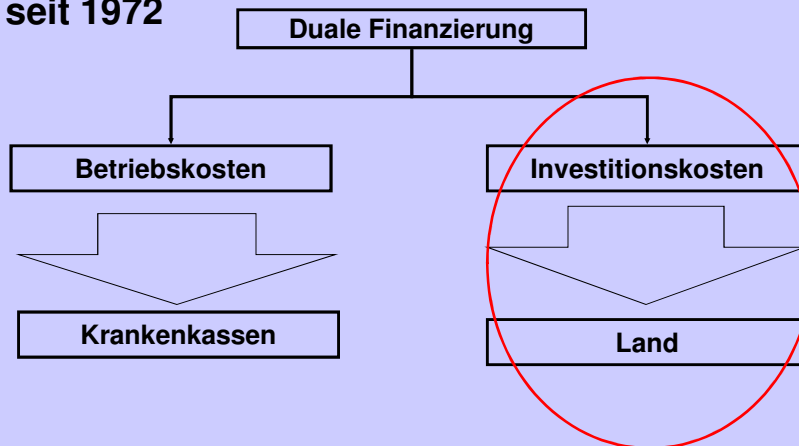 seit 1972
Duale Finanzierung
Betriebskosten
Investitionskosten
Krankenkassen
Land